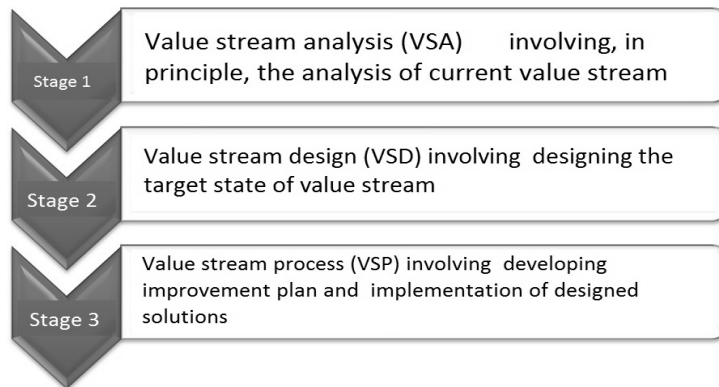 Stage 1
Value stream analysis (VSA) involving, in
principle, the analysis of current value stream
Stage 2
Value stream design (VSD) involving designing the
target state of value stream
Stage 3
Value stream process (VSP) involving developing
improvement plan and implementation of designed
solutions